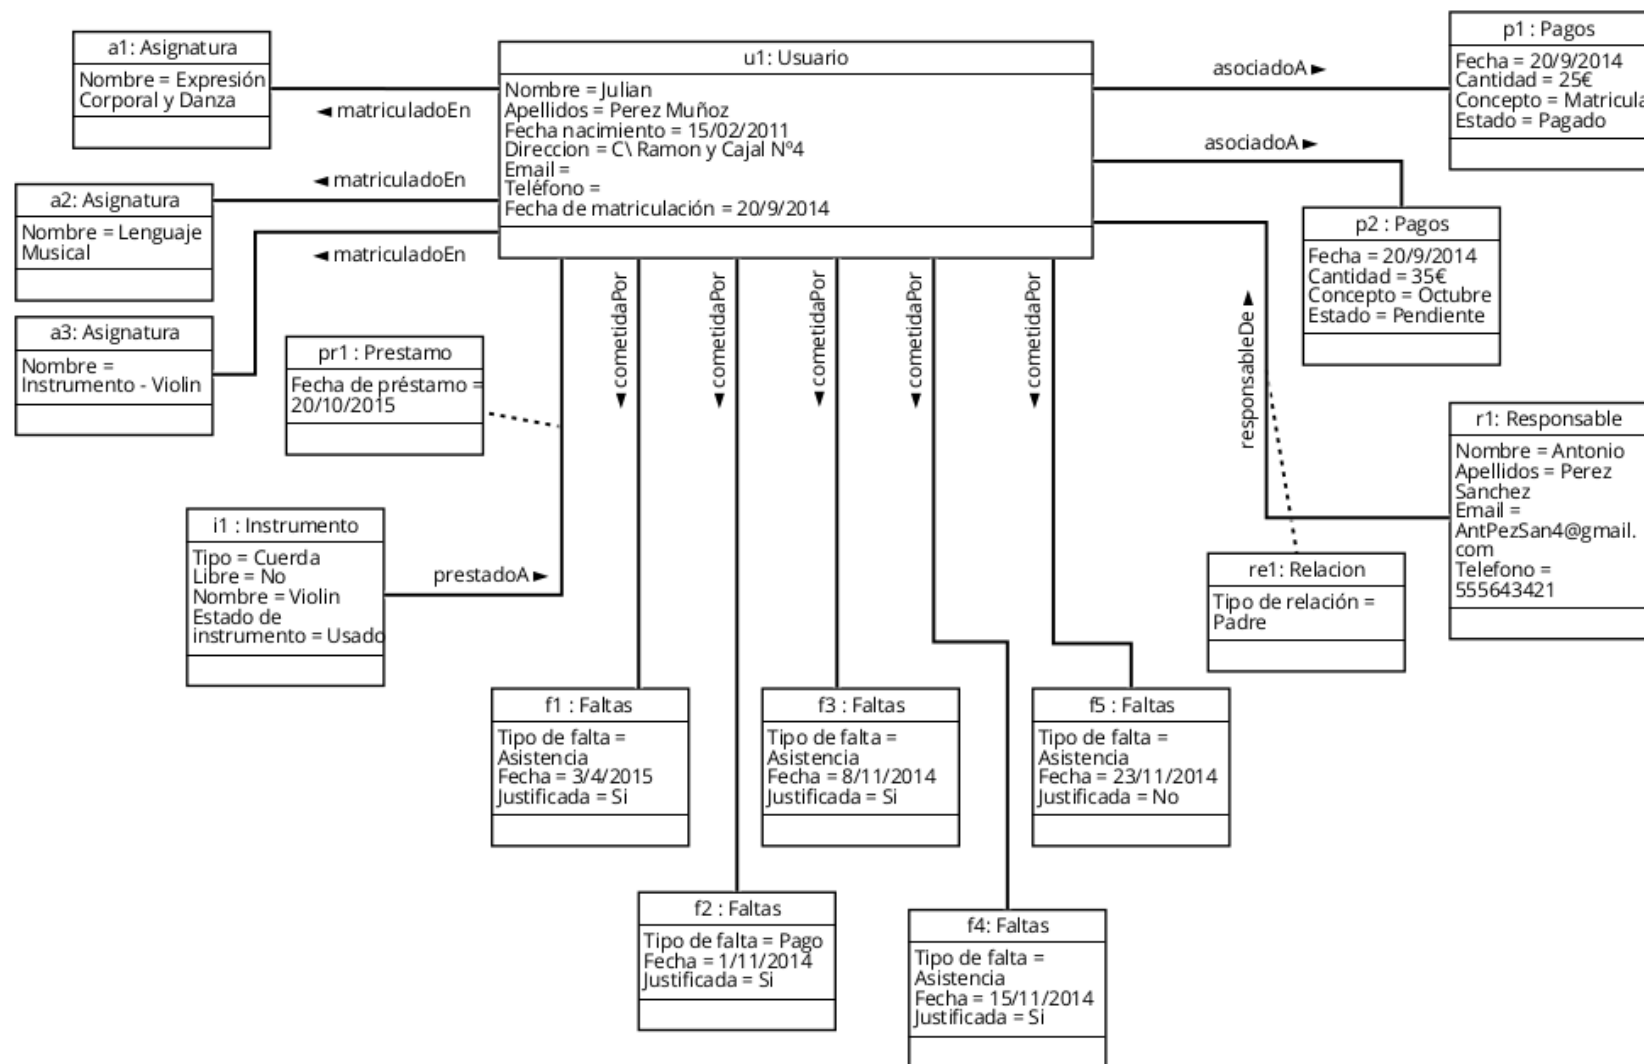 a1: Asignatura
Nombre = Expresión
Corporal y Danza
a2: Asignatura
Nombre = Lenguaje
Musical
a3: Asignatura
Nombre =
Instrumento - Violin
◄ matriculadoEn
◄ matriculadoEn
◄ matriculadoEn
u1: Usuario
Nombre = Julian
Apellidos = Perez Muñoz
Fecha nacimiento = 15/02/2011
Direccion = C\ Ramon y Cajal Nº4
Email =
Teléfono =
Fecha de matriculación = 20/9/2014
asociadoA ►
asociadoA ►
p1 : Pagos
Fecha = 20/9/2014
Cantidad = 25€
Concepto = Matricula
Estado = Pagado
p2 : Pagos
Fecha = 20/9/2014
Cantidad = 35€
Concepto = Octubre
Estado = Pendiente
pr1 : Prestamo
Fecha de préstamo =
20/10/2015
◄ cometidaPor
◄ cometidaPor
◄ cometidaPor
◄ cometidaPor
◄ cometidaPor
responsableDe ►
r1: Responsable
Nombre = Antonio
Apellidos = Perez
Sanchez
Email =
AntPezSan4@gmail.
com
Telefono =
555643421
i1 : Instrumento
Tipo = Cuerda
Libre = No
Nombre = Violin
Estado de
instrumento = Usado
prestadoA ►
re1: Relacion
Tipo de relación =
Padre
f1 : Faltas
Tipo de falta =
Asistencia
Fecha = 3/4/2015
Justificada = Si
f3 : Faltas
Tipo de falta =
Asistencia
Fecha = 8/11/2014
Justificada = Si
f5 : Faltas
Tipo de falta =
Asistencia
Fecha = 23/11/2014
Justificada = No
f2 : Faltas
Tipo de falta = Pago
Fecha = 1/11/2014
Justificada = Si
f4: Faltas
Tipo de falta =
Asistencia
Fecha = 15/11/2014
Justificada = Si